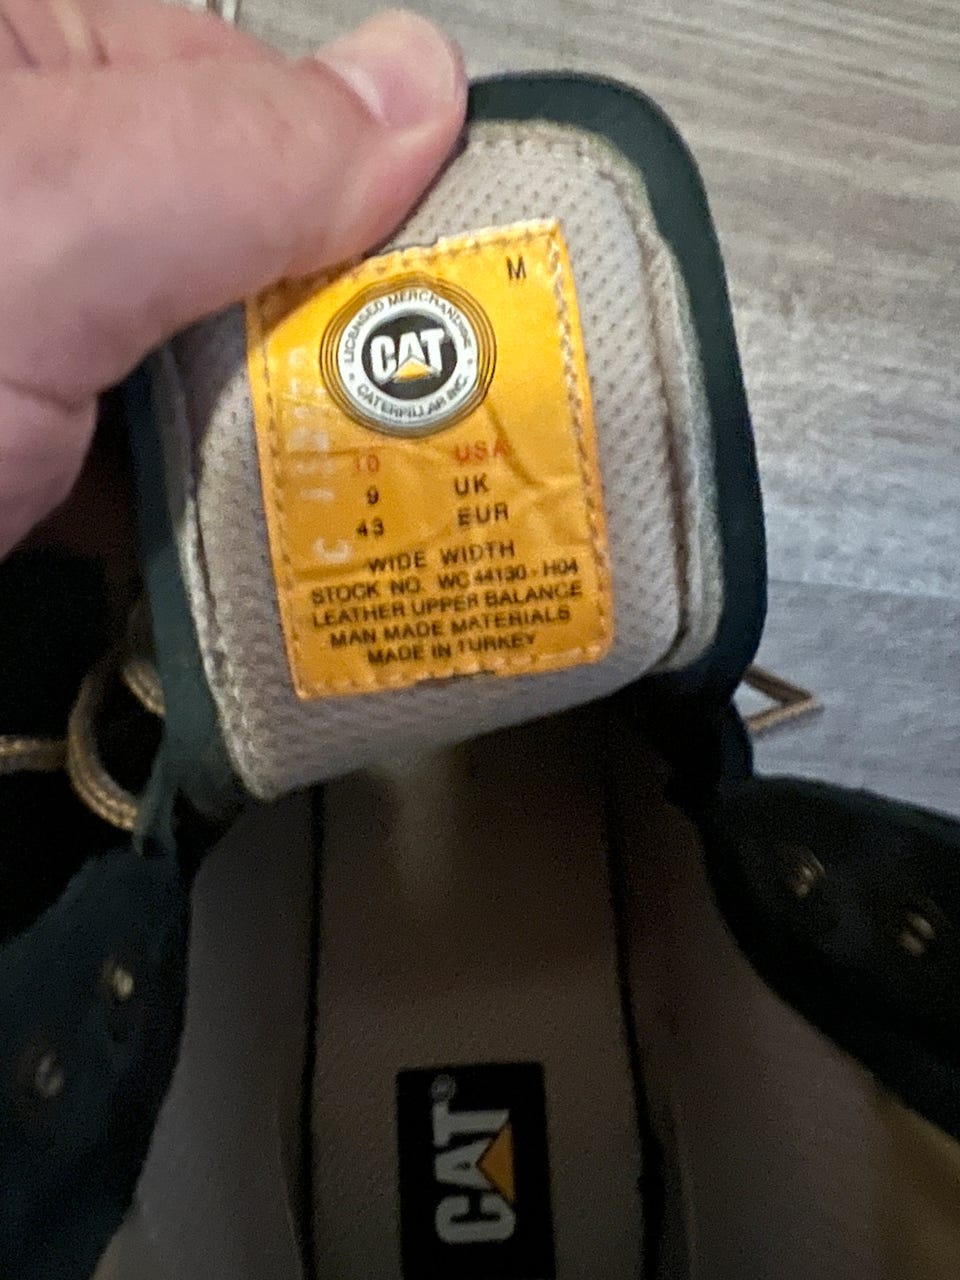 M
LICENSED MERCHANDISE
CAT
CATERPILLAR INC.
10 USA
9 UK
43 EUR
WIDE WIDTH
STOCK NO. WC 44130 - H04
LEATHER UPPER BALANCE
MAN MADE MATERIALS
MADE IN TURKEY
CAT®